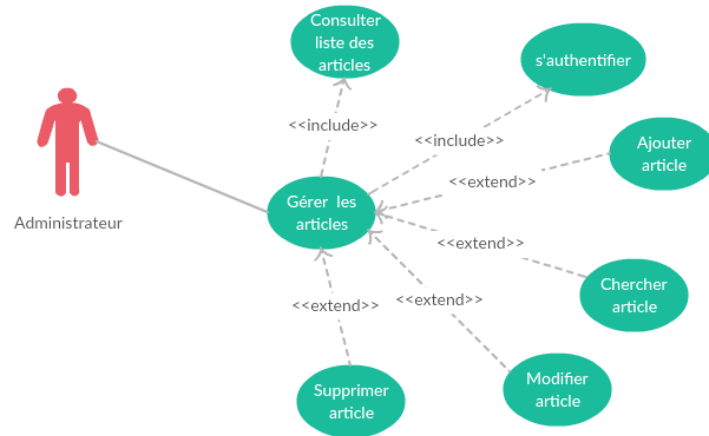 Consulter
liste des
articles
s'authentifier
<<include>>
<<include>>
Ajouter
article
<<extend>>
Gérer les
articles
Administrateur
<<extend>>
Chercher
article
<<extend>>
<<extend>>
Supprimer
article
Modifier
article